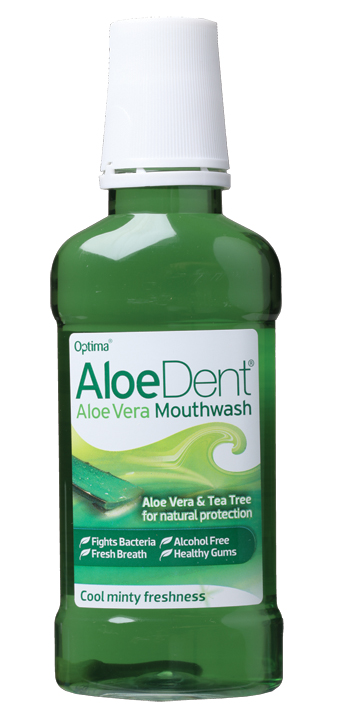 Optima®
AloeDent®
Aloe Vera Mouthwash
Aloe Vera & Tea Tree
for natural protection
Fights Bacteria Alcohol Free
Fresh Breath Healthy Gums
Cool minty freshness